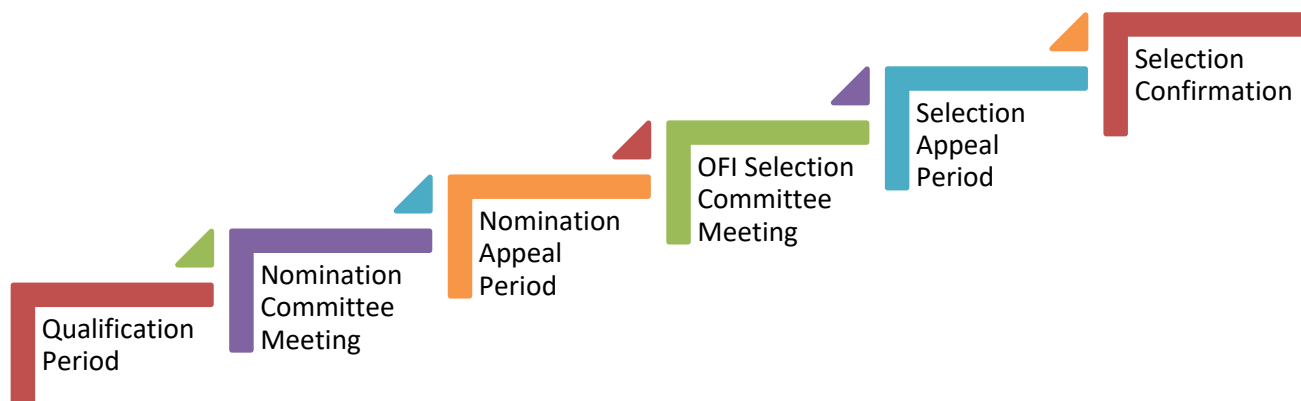 Qualification
Period
Nomination
Committee
Meeting
Nomination
Appeal
Period
OFI Selection
Committee
Meeting
Selection
Appeal
Period
Selection
Confirmation